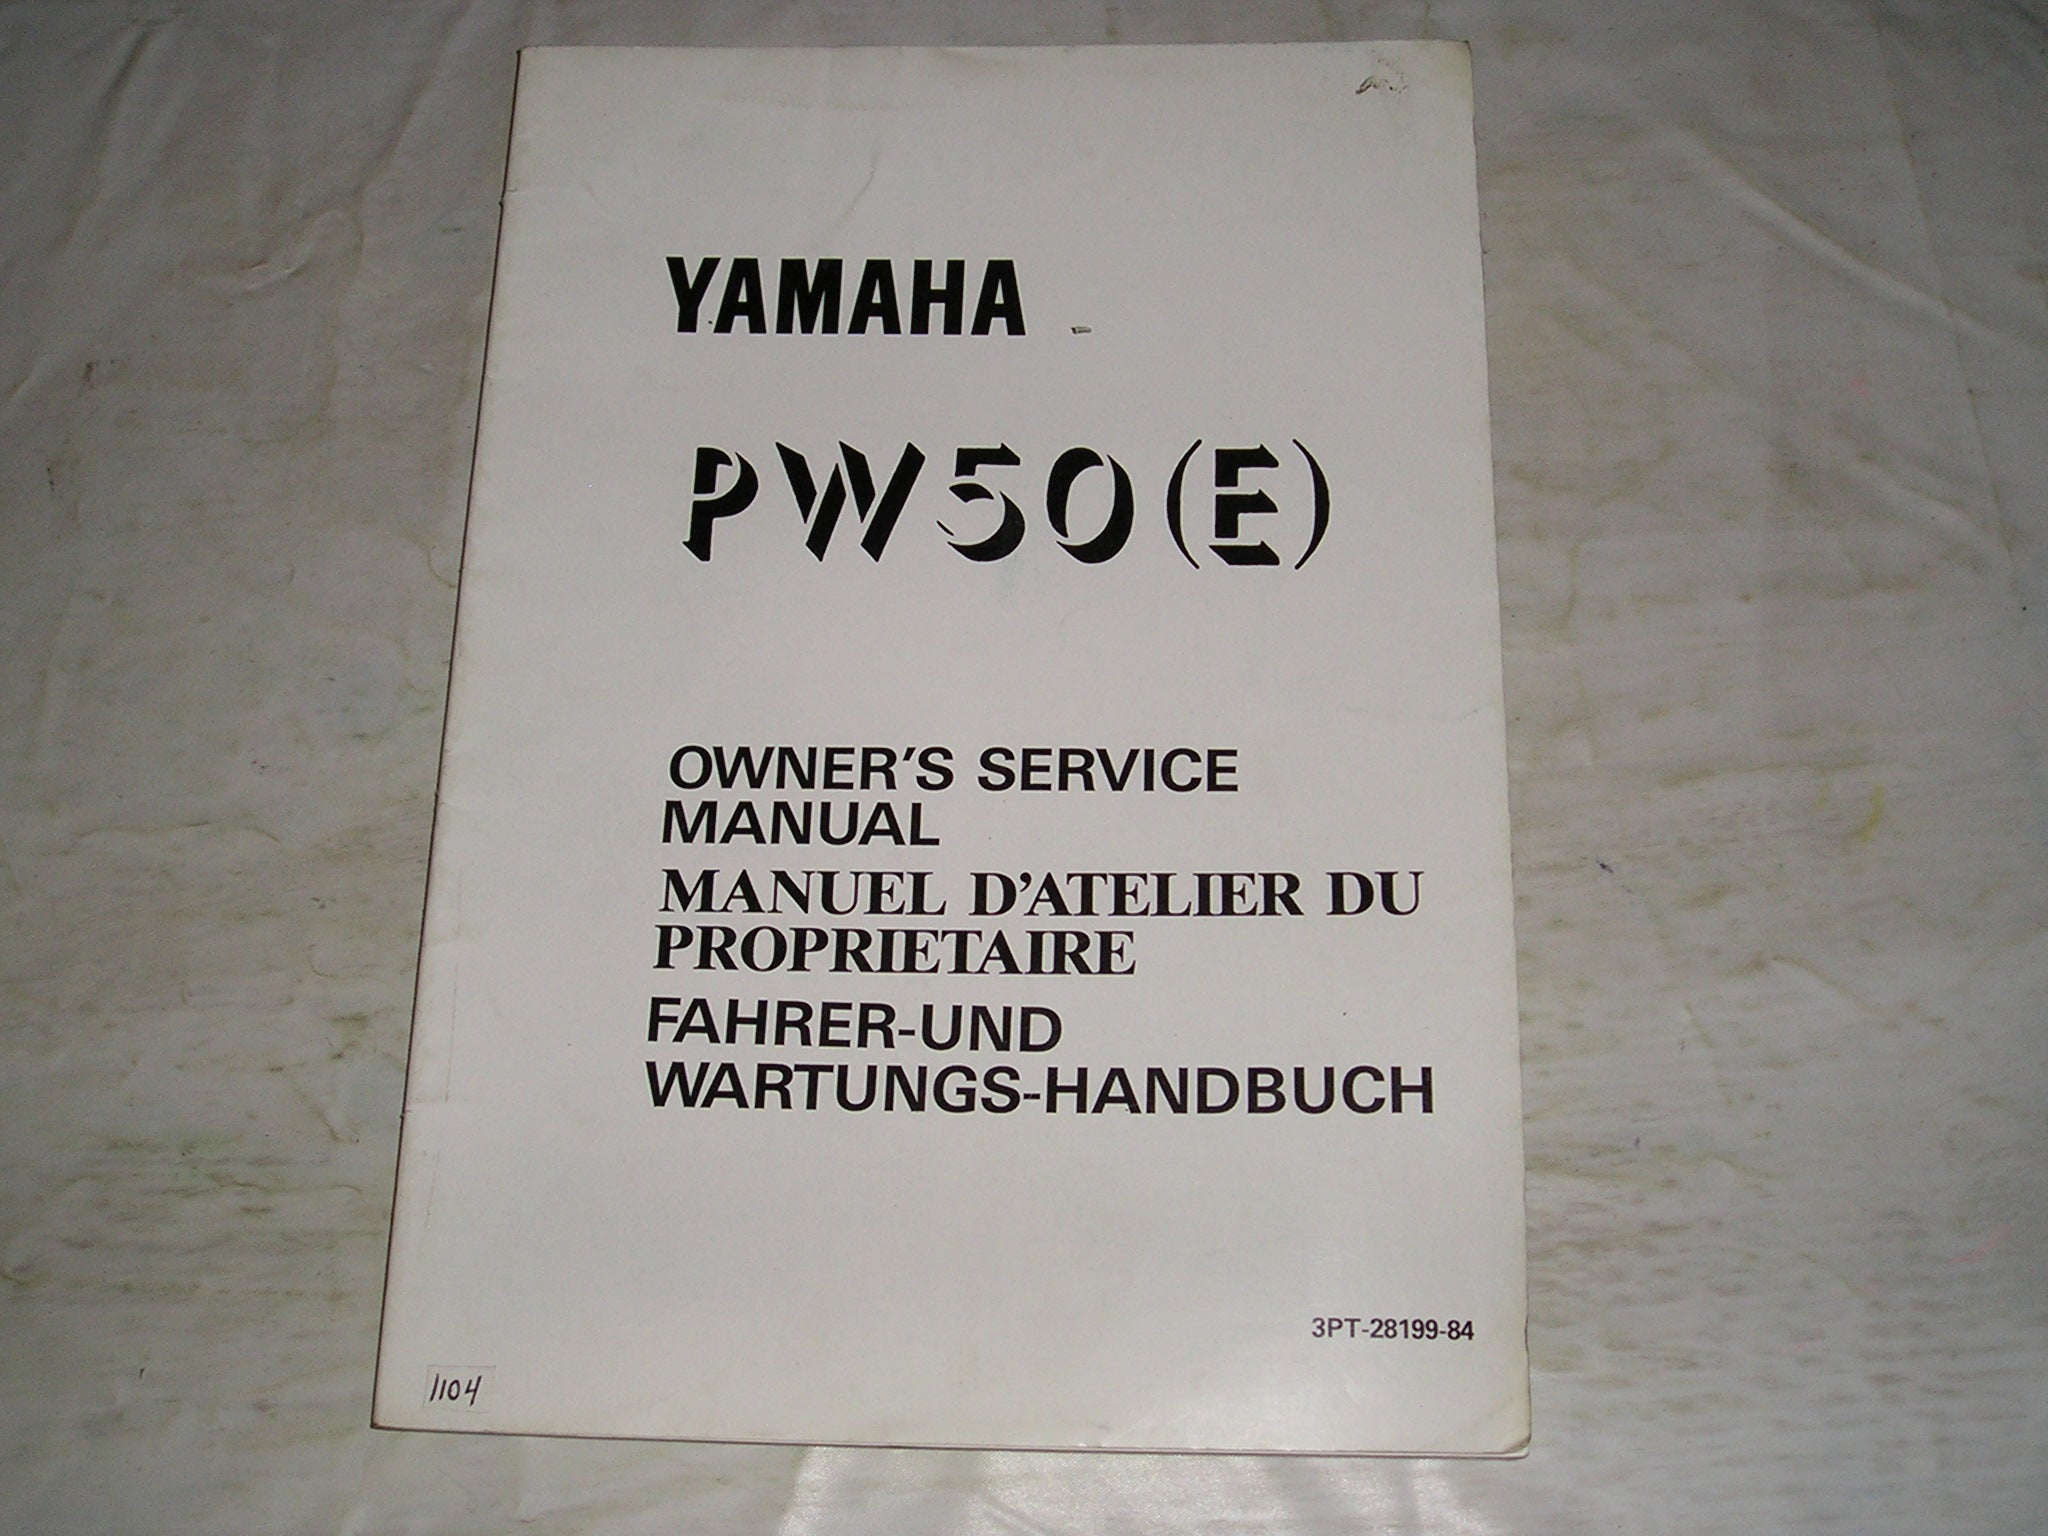 YAMAHA
PW50(E)
OWNER'S SERVICE
MANUAL
MANUEL D'ATELIER DU
PROPRIETAIRE
FAHRER-UND
WARTUNGS-HANDBUCH
3PT-28199-84
1104